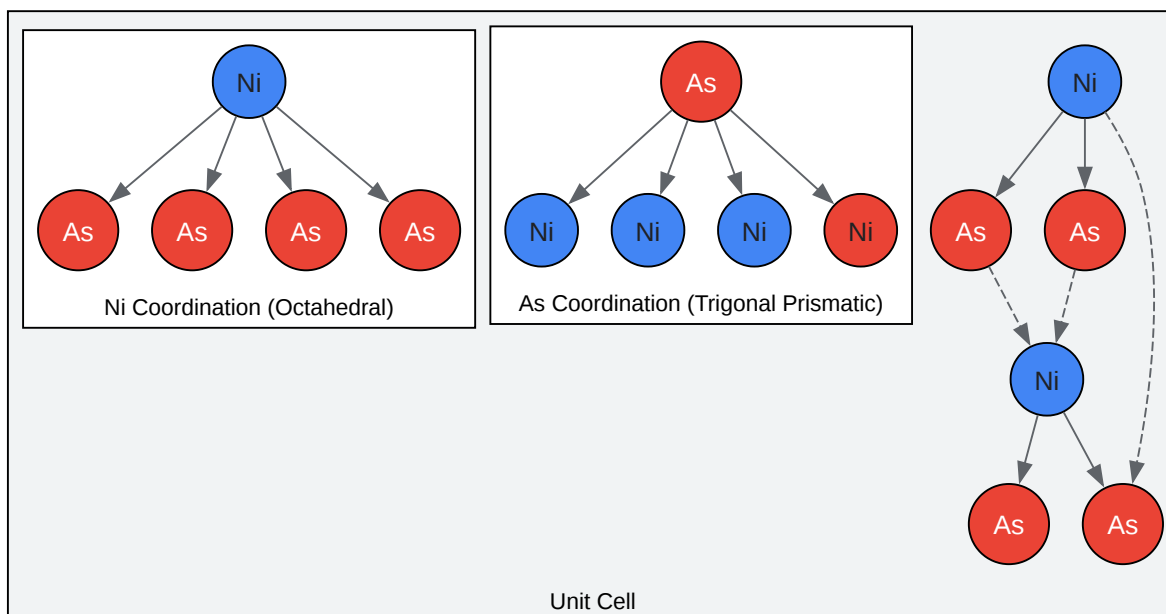 Ni
As
As
As
As
Ni Coordination (Octahedral)
As
Ni
Ni
Ni
Ni
As Coordination (Trigonal Prismatic)
Ni
As
As
Ni
As
As
Unit Cell